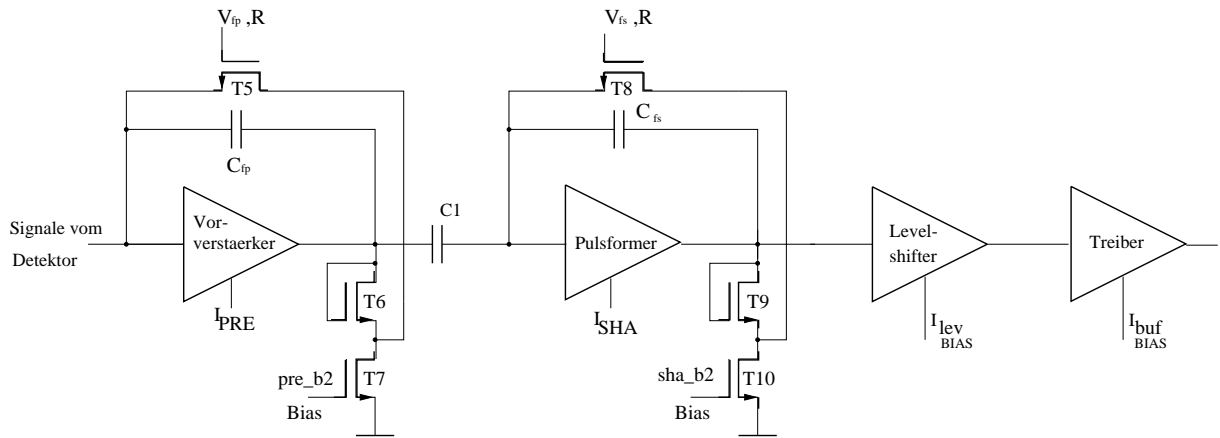 V_fp ,R
V_fs ,R
T5
T8
C_fp
C_fs
Signale vom
Detektor
Vor-
verstaerker
C1
Pulsformer
Level-
shifter
Treiber
I_PRE
T6
I_SHA
T9
I_lev
BIAS
I_buf
BIAS
pre_b2
Bias
T7
sha_b2
Bias
T10